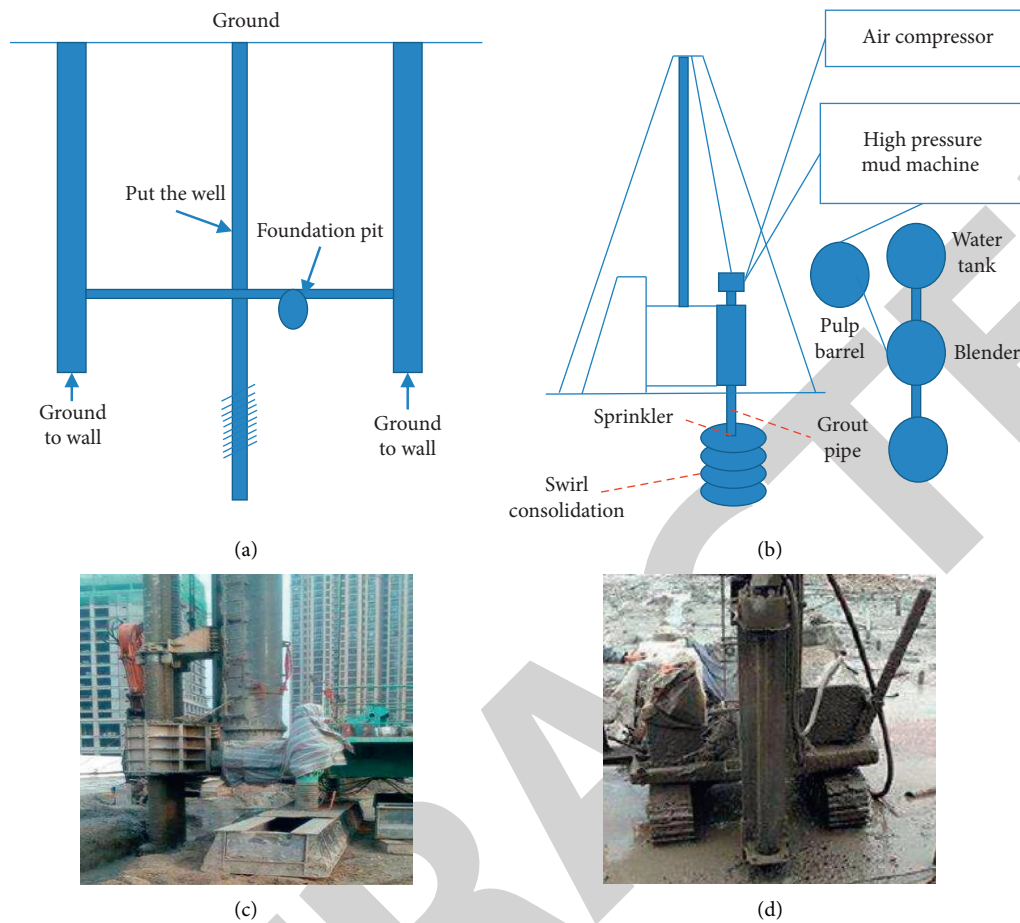 Ground
Put the well
Foundation pit
Ground
to wall
Ground
to wall
(a)
Air compressor
High pressure
mud machine
Water
tank
Pulp
barrel
Blender
Sprinkler
Grout
pipe
Swirl
consolidation
(b)
(c)
(d)